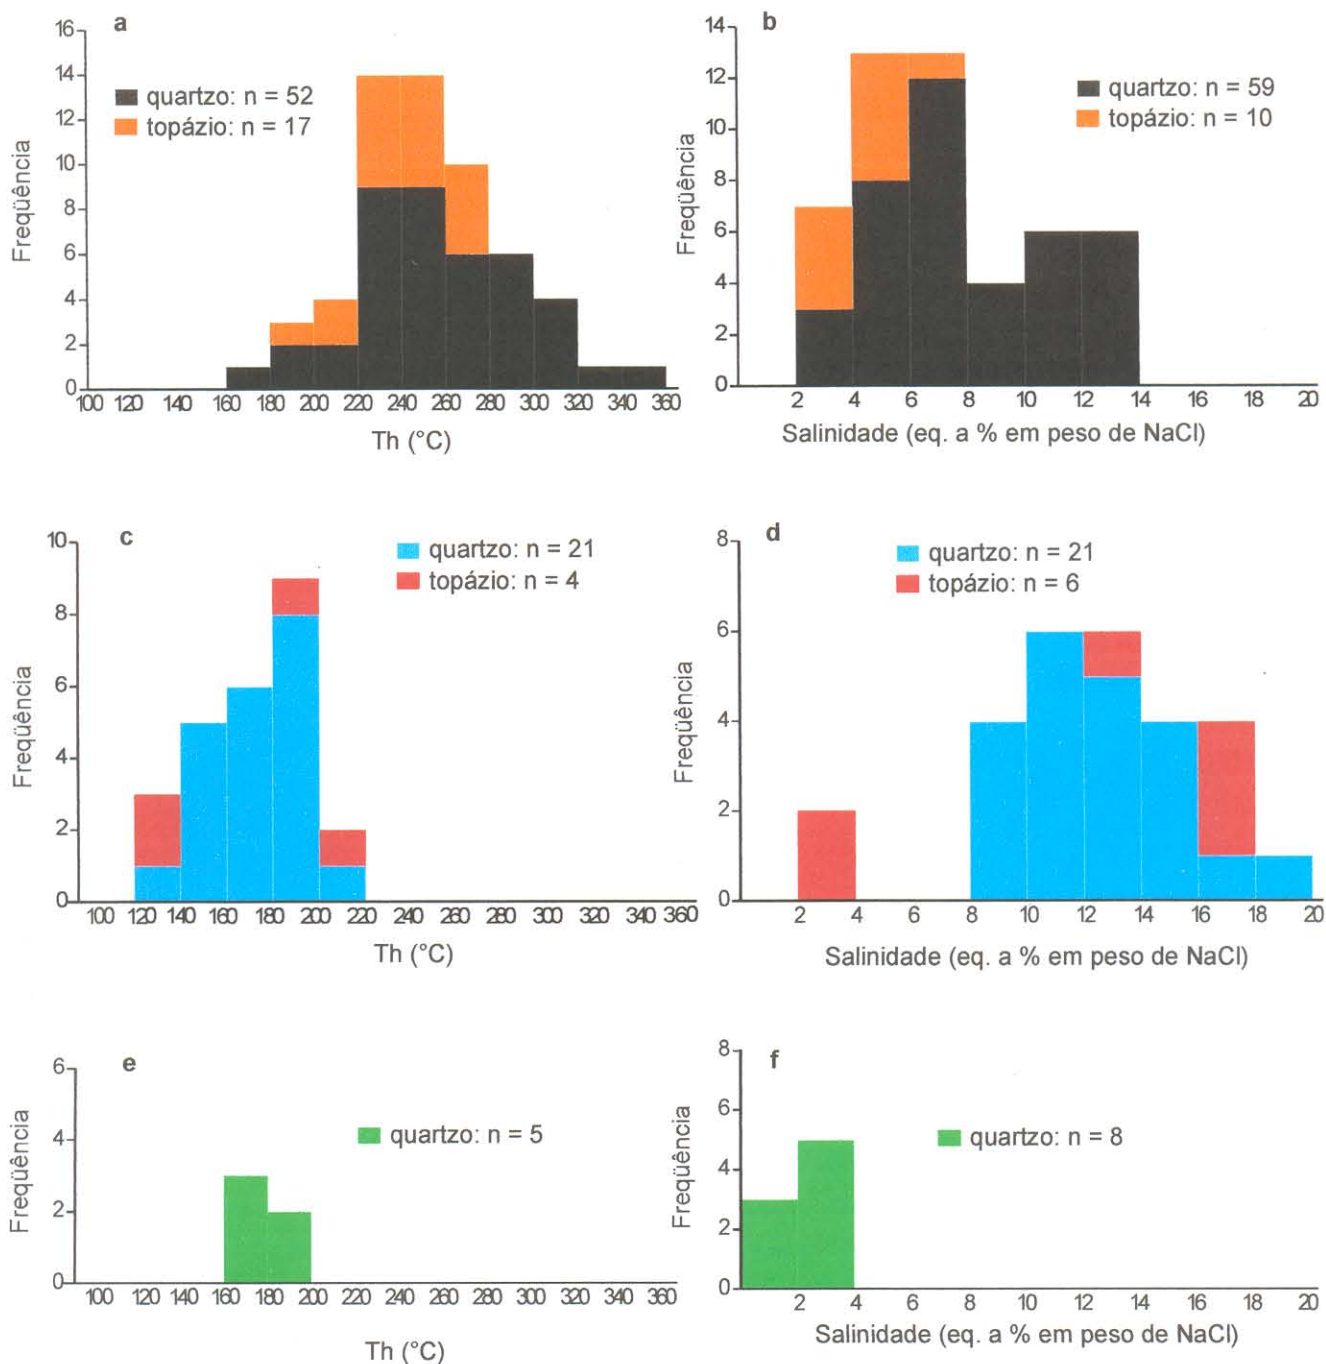 a
16
14
12
10
8
6
4
2
0
Freqüência
quartzo: n = 52
topázio: n = 17
100 120 140 160 180 200 220 240 260 280 300 320 340 360
Th (°C)
b
14
12
10
8
6
4
2
0
Freqüência
quartzo: n = 59
topázio: n = 10
2 4 6 8 10 12 14 16 18 20
Salinidade (eq. a % em peso de NaCl)
c
10
8
6
4
2
0
Freqüência
quartzo: n = 21
topázio: n = 4
100 120 140 160 180 200 220 240 260 280 300 320 340 360
Th (°C)
d
8
6
4
2
0
Freqüência
quartzo: n = 21
topázio: n = 6
2 4 6 8 10 12 14 16 18 20
Salinidade (eq. a % em peso de NaCl)
e
6
4
2
0
Freqüência
quartzo: n = 5
100 120 140 160 180 200 220 240 260 280 300 320 340 360
Th (°C)
f
8
6
4
2
0
Freqüência
quartzo: n = 8
2 4 6 8 10 12 14 16 18 20
Salinidade (eq. a % em peso de NaCl)